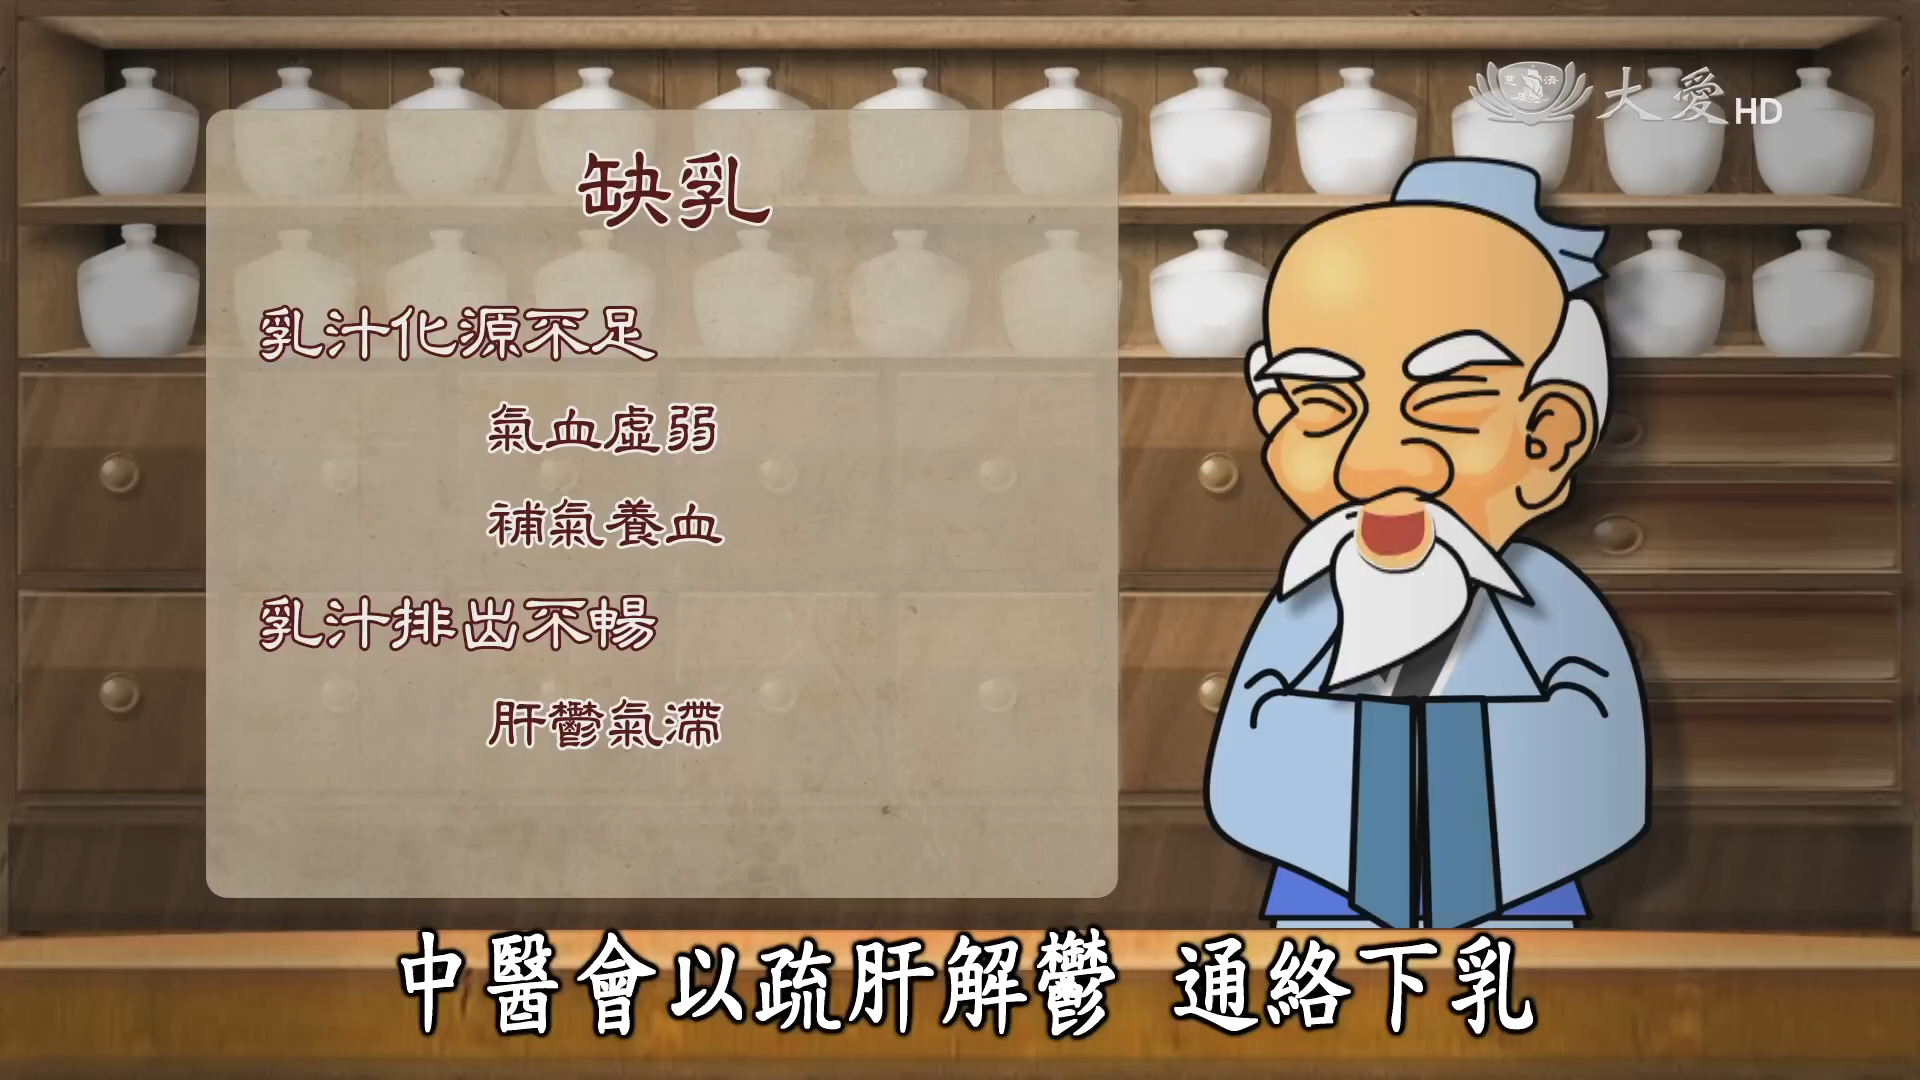 大愛HD
缺乳
乳汁化源不足
氣血虛弱
補氣養血
乳汁排出不暢
肝鬱氣滯
中醫會以疏肝解鬱 通絡下乳